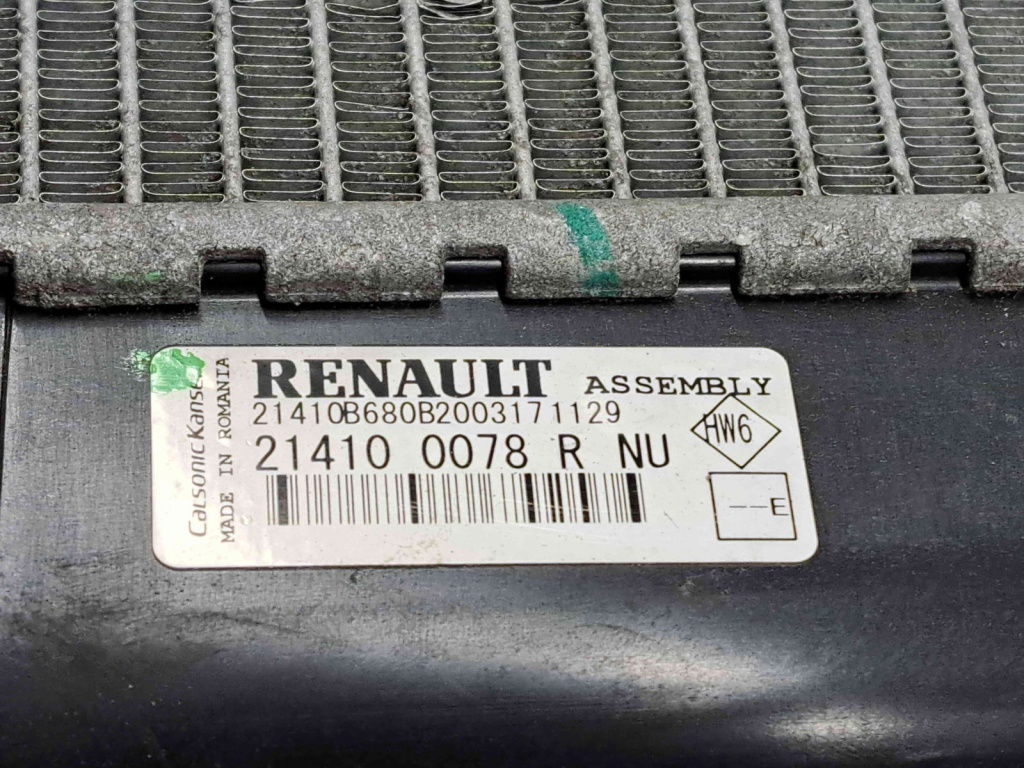 RENAULT ASSEMBLY
21410B680B2003171129
21410 0078 R NU
HW6
--E
CalsonicKansei
MADE IN ROMANIA